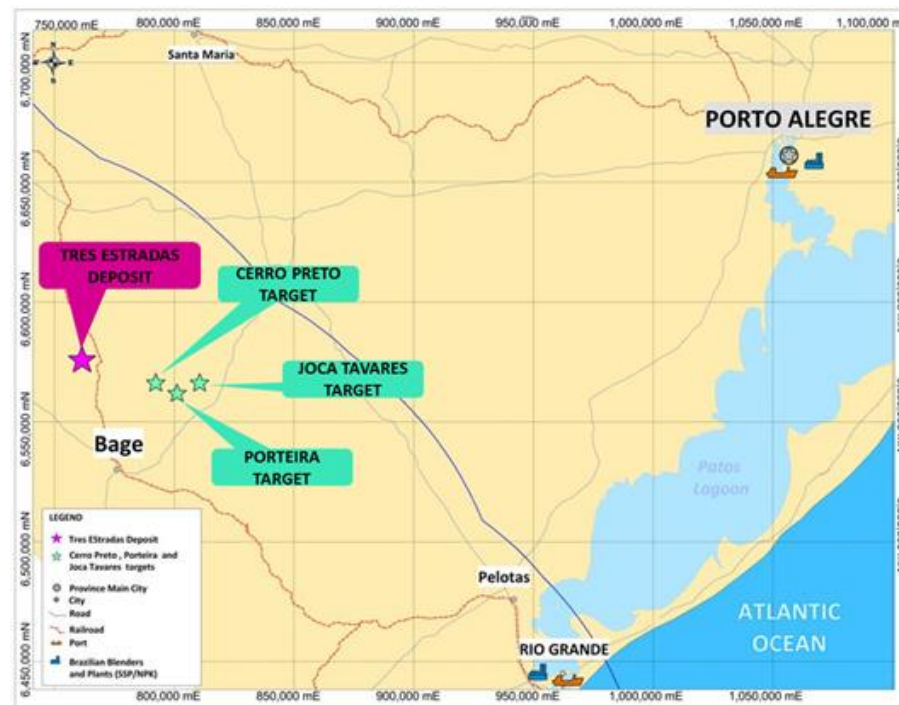 750,000 mE
800,000 mE
850,000 mE
900,000 mE
950,000 mE
1,000,000 mE
1,050,000 mE
1,100,000 mE
6,700,000 mN
6,650,000 mN
6,600,000 mN
6,550,000 mN
6,500,000 mN
6,450,000 mN
N
E
S
Santa Maria
PORTO ALEGRE
TRES ESTRADAS
DEPOSIT
CERRO PRETO
TARGET
JOCA TAVARES
TARGET
PORTEIRA
TARGET
Bage
Patos
Lagoon
Pelotas
RIO GRANDE
ATLANTIC
OCEAN
LEGEND
Tres EStradas Deposit
Cerro Preto , Porteira and
Joca Tavares targets
Province Main City
City
Road
Railroad
Port
Brazilian Blenders
and Plants (SSP/NPK)
800,000 mE
850,000 mE
900,000 mE
950,000 mE
1,000,000 mE
1,050,000 mE